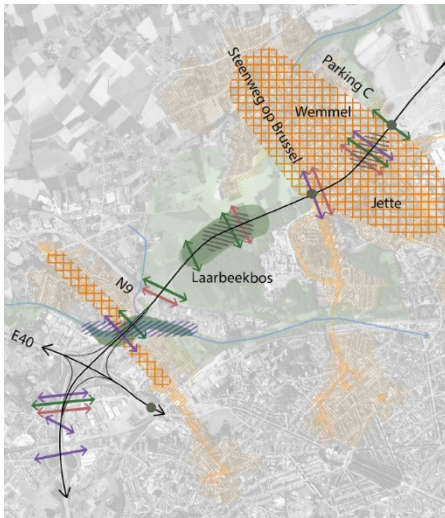 Parking C
Steenweg op Brussel
Wemmel
Jette
Laarbeekbos
N9
E40